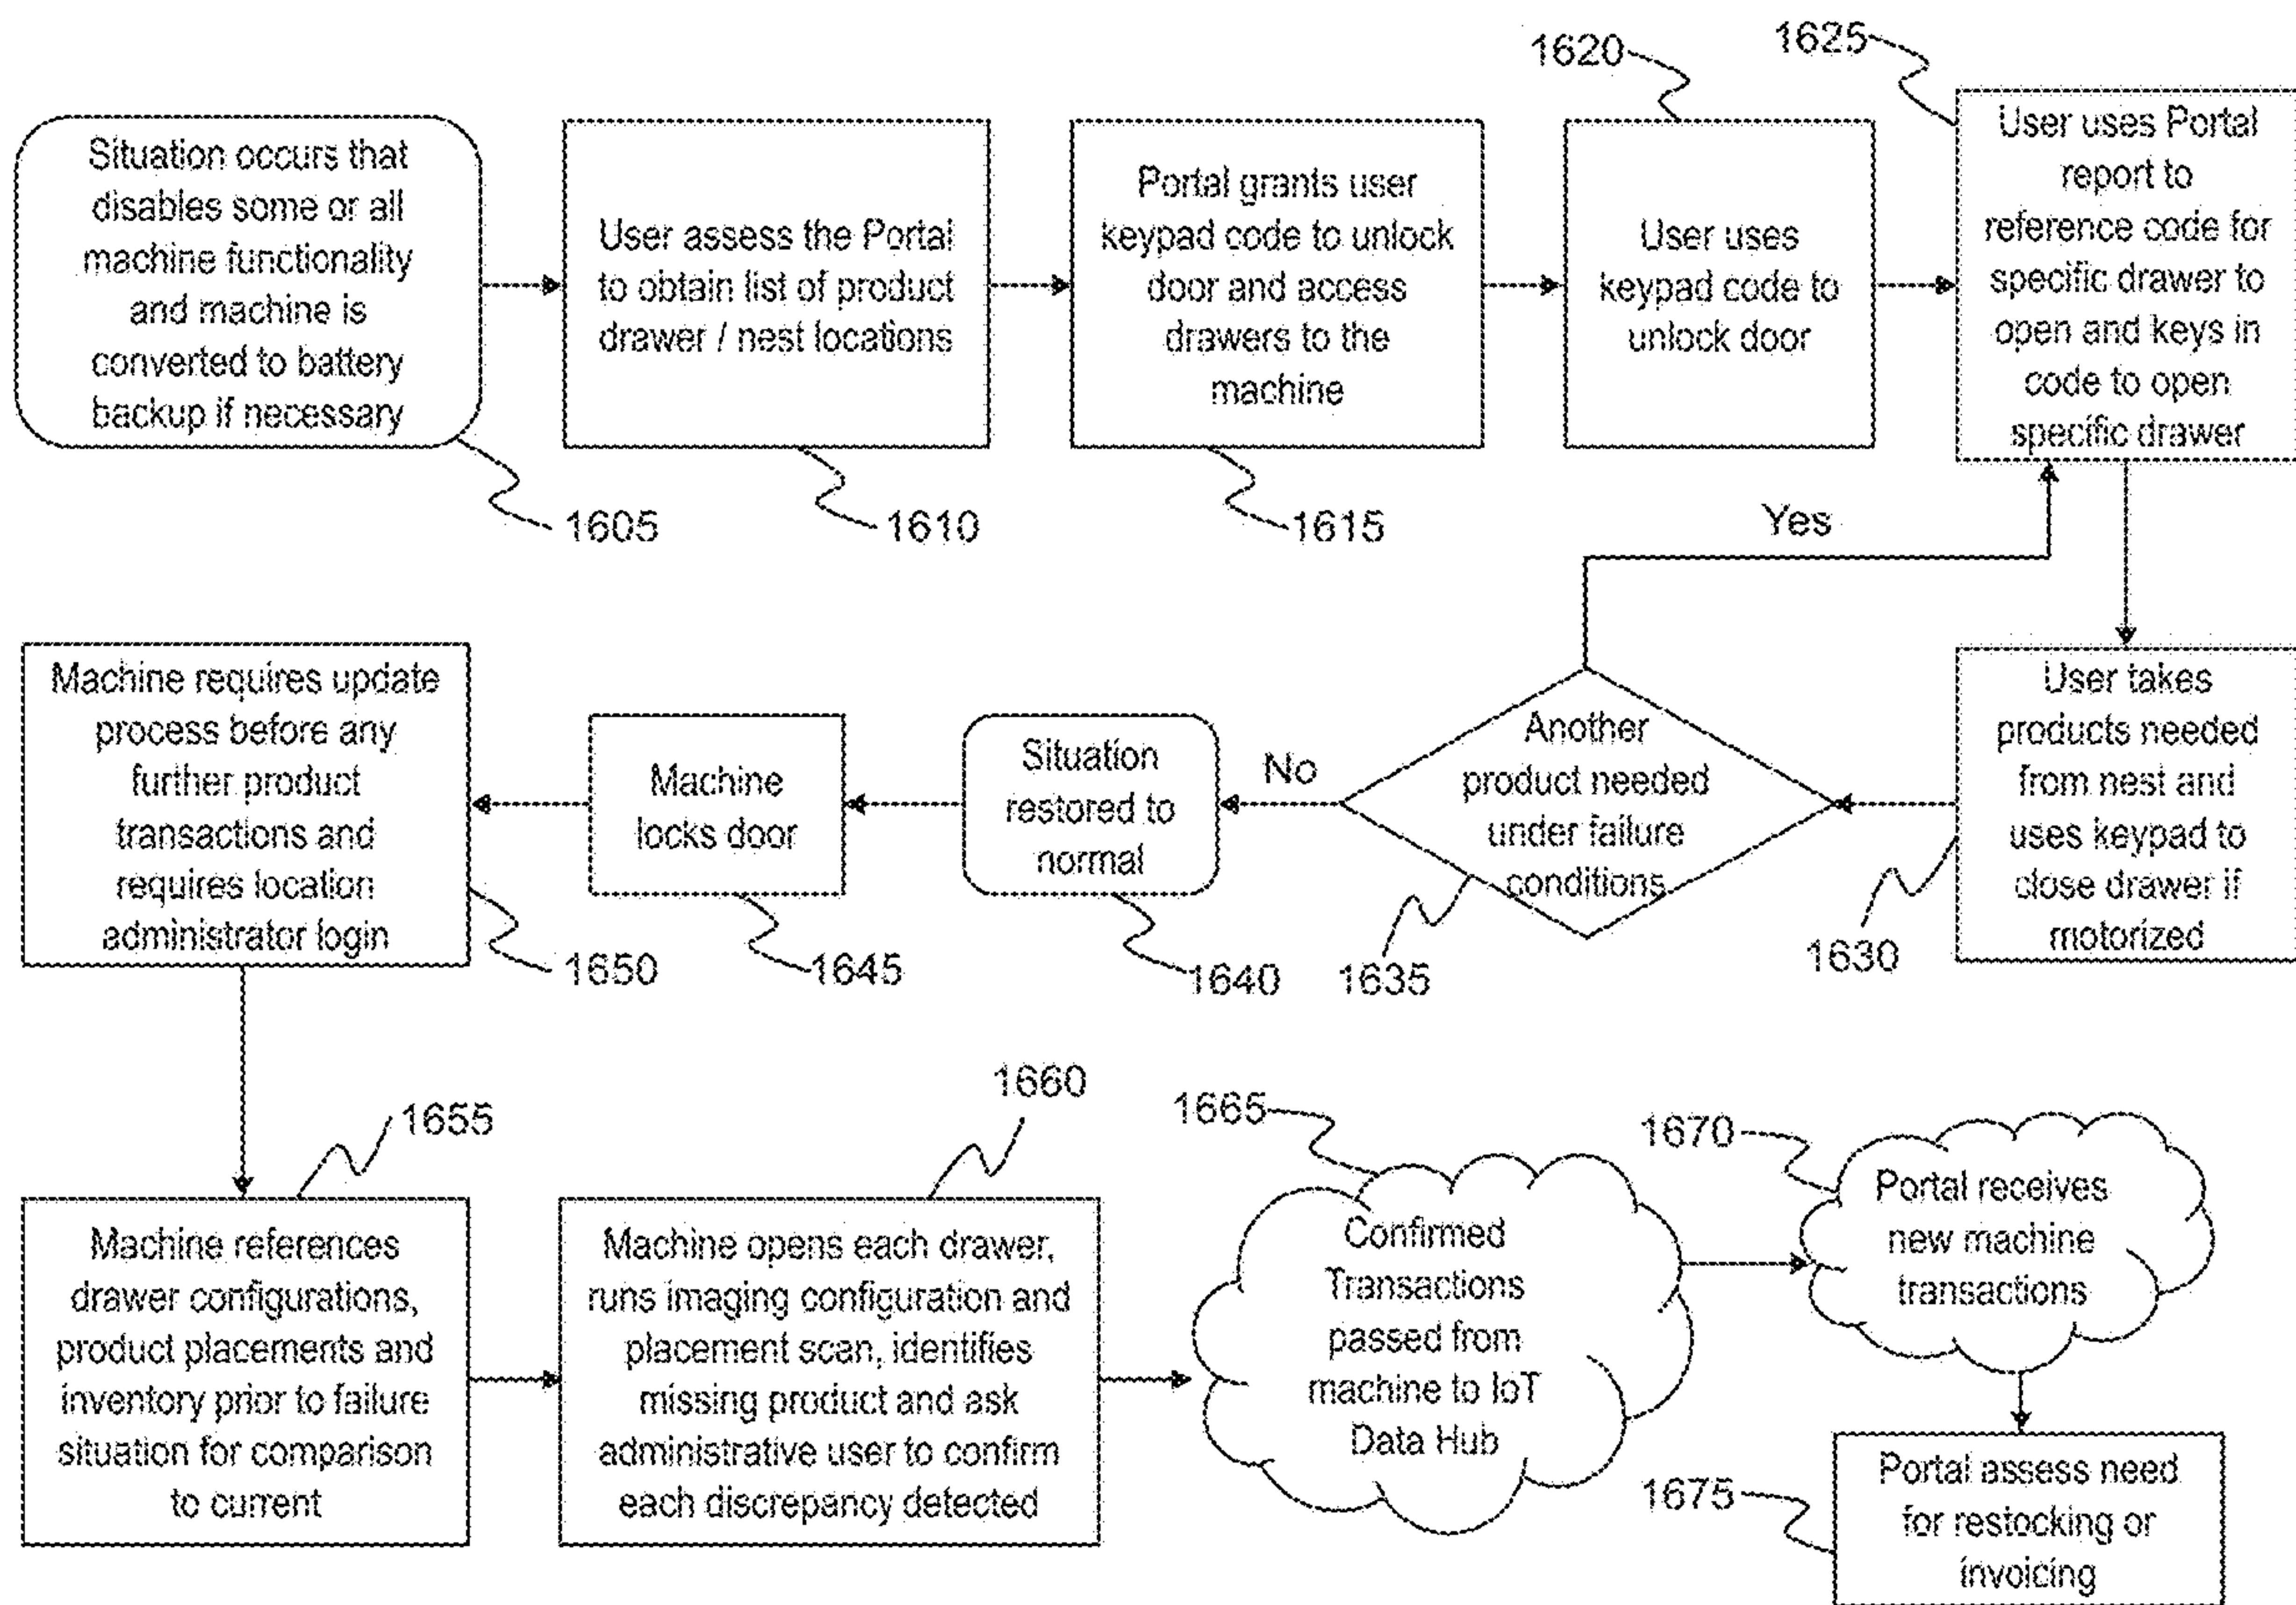 1620
1625
Situation occurs that
disables some or all
machine functionality
and machine is
converted to battery
backup if necessary
1605
User assess the Portal
to obtain list of product
drawer / nest locations
1610
Portal grants user
keypad code to unlock
door and access
drawers to the
machine
1615
User uses
keypad code to
unlock door
User uses Portal
report to
reference code for
specific drawer to
open and keys in
code to open
specific drawer
Yes
User takes
products needed
from nest and
uses keypad to
close drawer if
motorized
1630
Another
product needed
under failure
conditions
1635
No
Situation
restored to
normal
1640
Machine
locks door
1645
Machine requires update
process before any
further product
transactions and
requires location
administrator login
1650
1655
Machine references
drawer configurations,
product placements and
inventory prior to failure
situation for comparison
to current
1660
Machine opens each drawer,
runs imaging configuration and
placement scan, identifies
missing product and ask
administrative user to confirm
each discrepancy detected
1665
Confirmed
Transactions
passed from
machine to IoT
Data Hub
1670
Portal receives
new machine
transactions
1675
Portal assess need
for restocking or
invoicing